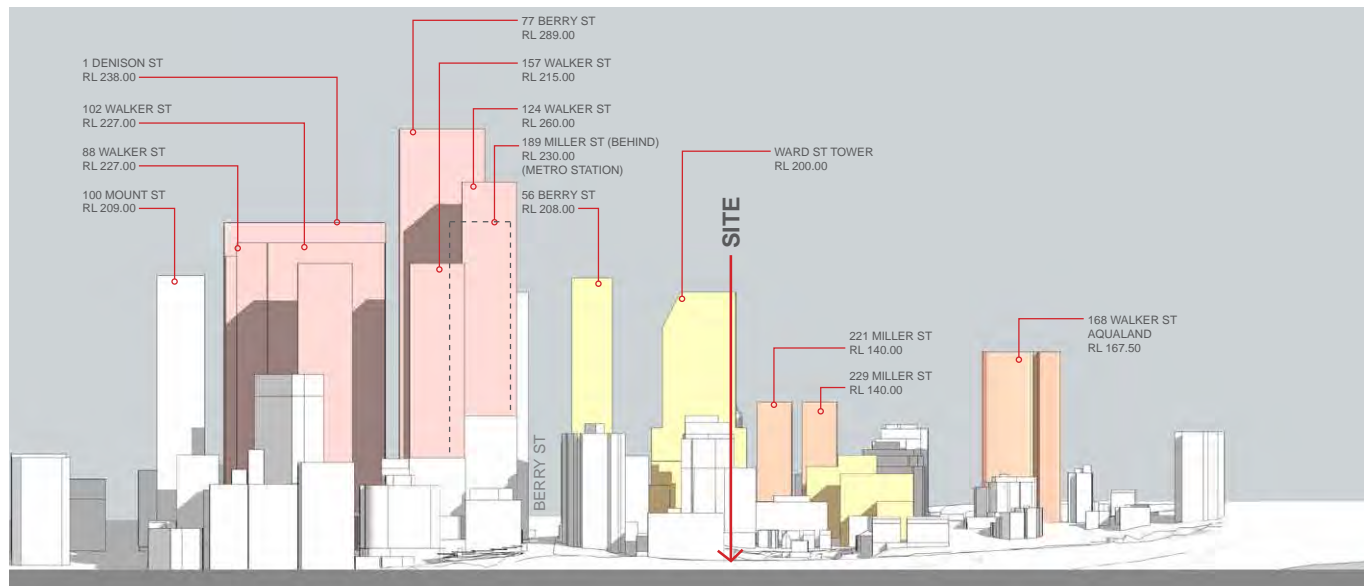 77 BERRY ST
RL 289.00
1 DENISON ST
RL 238.00
157 WALKER ST
RL 215.00
102 WALKER ST
RL 227.00
124 WALKER ST
RL 260.00
88 WALKER ST
RL 227.00
189 MILLER ST (BEHIND)
RL 230.00
(METRO STATION)
WARD ST TOWER
RL 200.00
100 MOUNT ST
RL 209.00
56 BERRY ST
RL 208.00
SITE
168 WALKER ST
AQUALAND
RL 167.50
221 MILLER ST
RL 140.00
229 MILLER ST
RL 140.00
BERRY ST